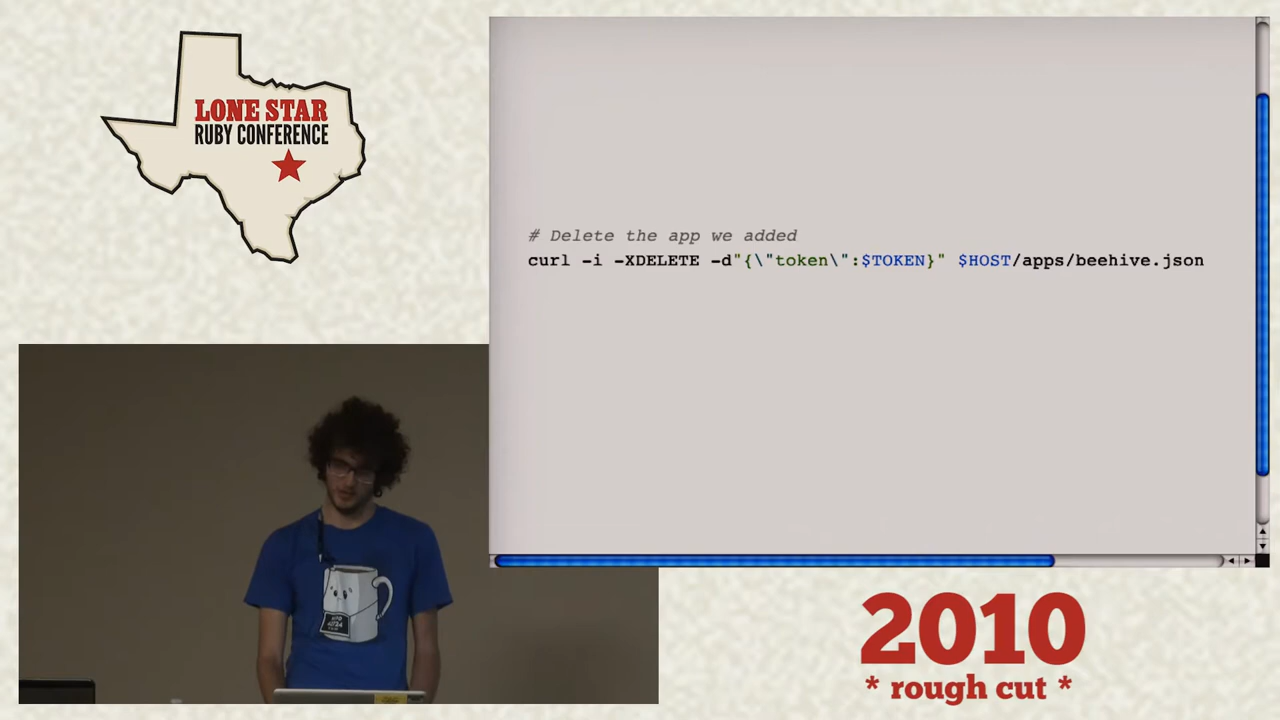 LONE STAR
RUBY CONFERENCE
# Delete the app we added
curl -i -XDELETE -d"{\"token\":$TOKEN}" $HOST/apps/beehive.json
2010
* rough cut *